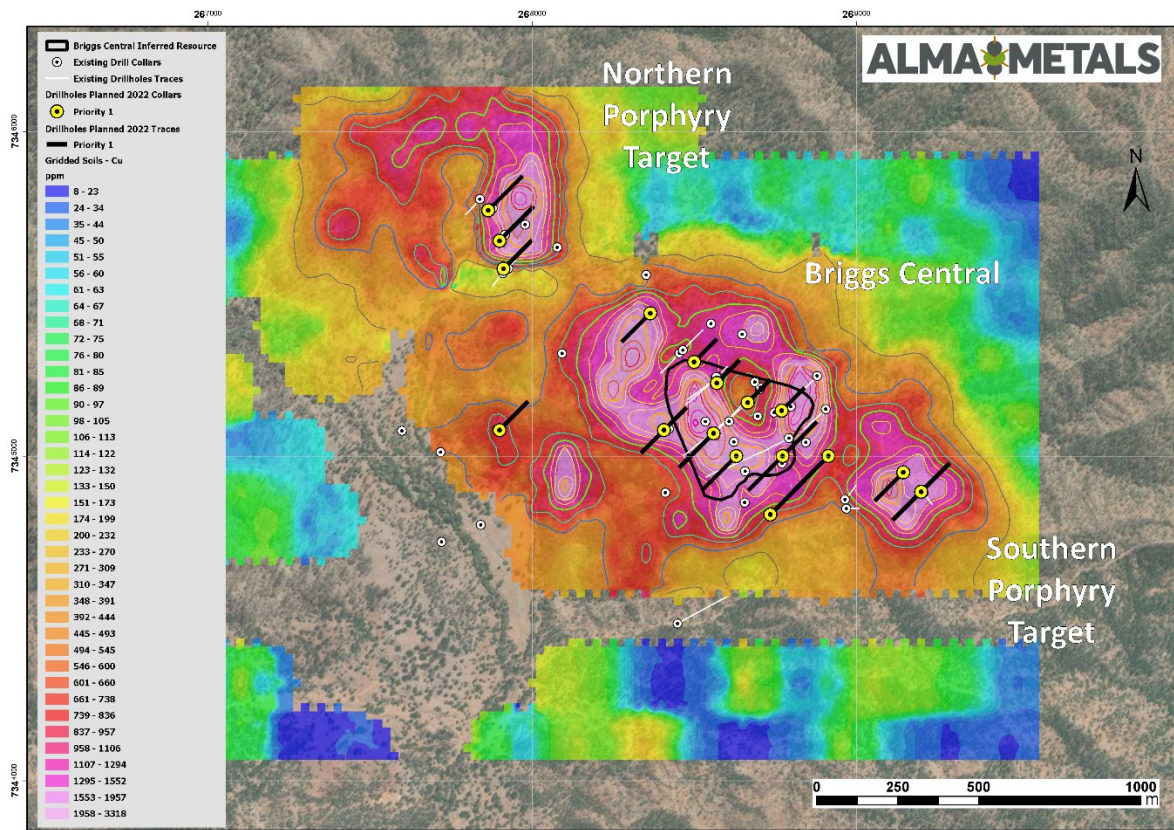 267000
268000
269000
Briggs Central Inferred Resource
Existing Drill Collars
Existing Drillholes Traces
Drillholes Planned 2022 Collars
Priority 1
Drillholes Planned 2022 Traces
Priority 1
Gridded Soils - Cu
ppm
8 - 23
24 - 34
35 - 44
45 - 50
51 - 55
56 - 60
61 - 63
64 - 67
68 - 71
72 - 75
76 - 80
81 - 85
86 - 89
90 - 97
98 - 105
106 - 113
114 - 122
123 - 132
133 - 150
151 - 173
174 - 199
200 - 232
233 - 270
271 - 309
310 - 347
348 - 391
392 - 444
445 - 493
494 - 545
546 - 600
601 - 660
661 - 738
739 - 836
837 - 957
958 - 1106
1107 - 1294
1295 - 1552
1553 - 1957
1958 - 3318
7346000
7345000
7344000
Northern
Porphyry
Target
ALMA METALS
N
Briggs Central
Southern
Porphyry
Target
0 250 500 1000
m